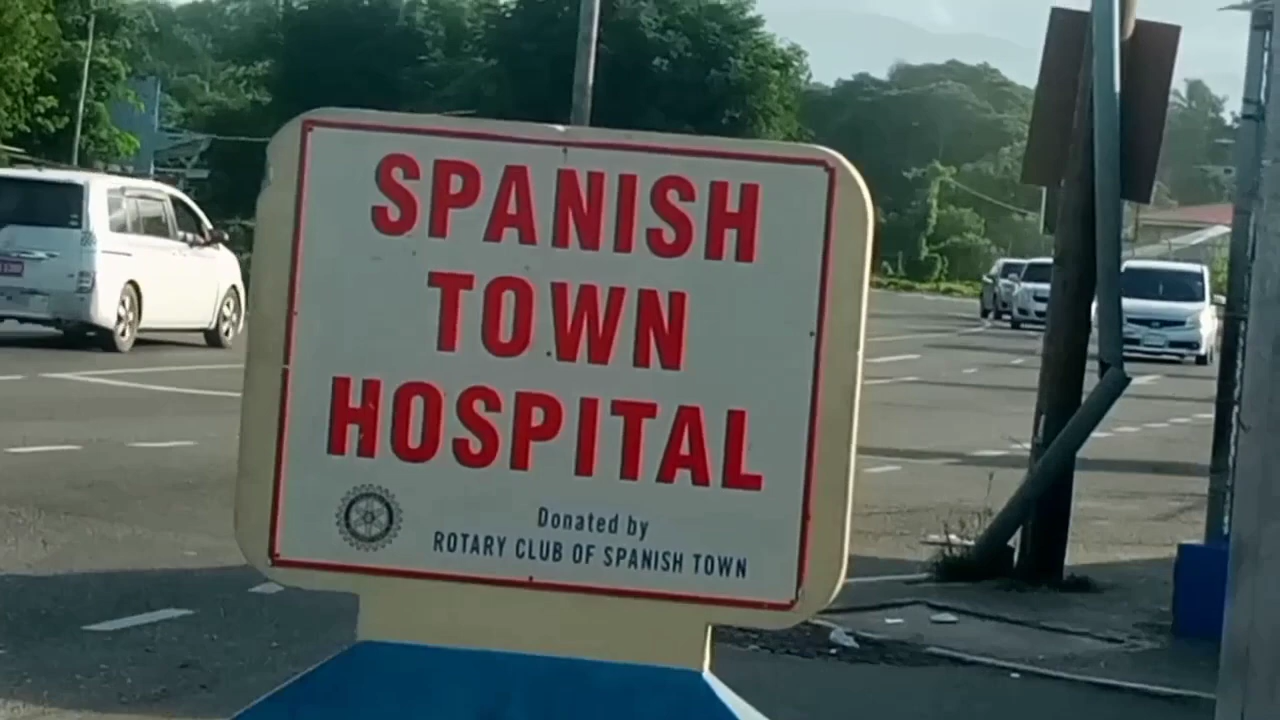 SPANISH
TOWN
HOSPITAL
Donated by
ROTARY CLUB OF SPANISH TOWN